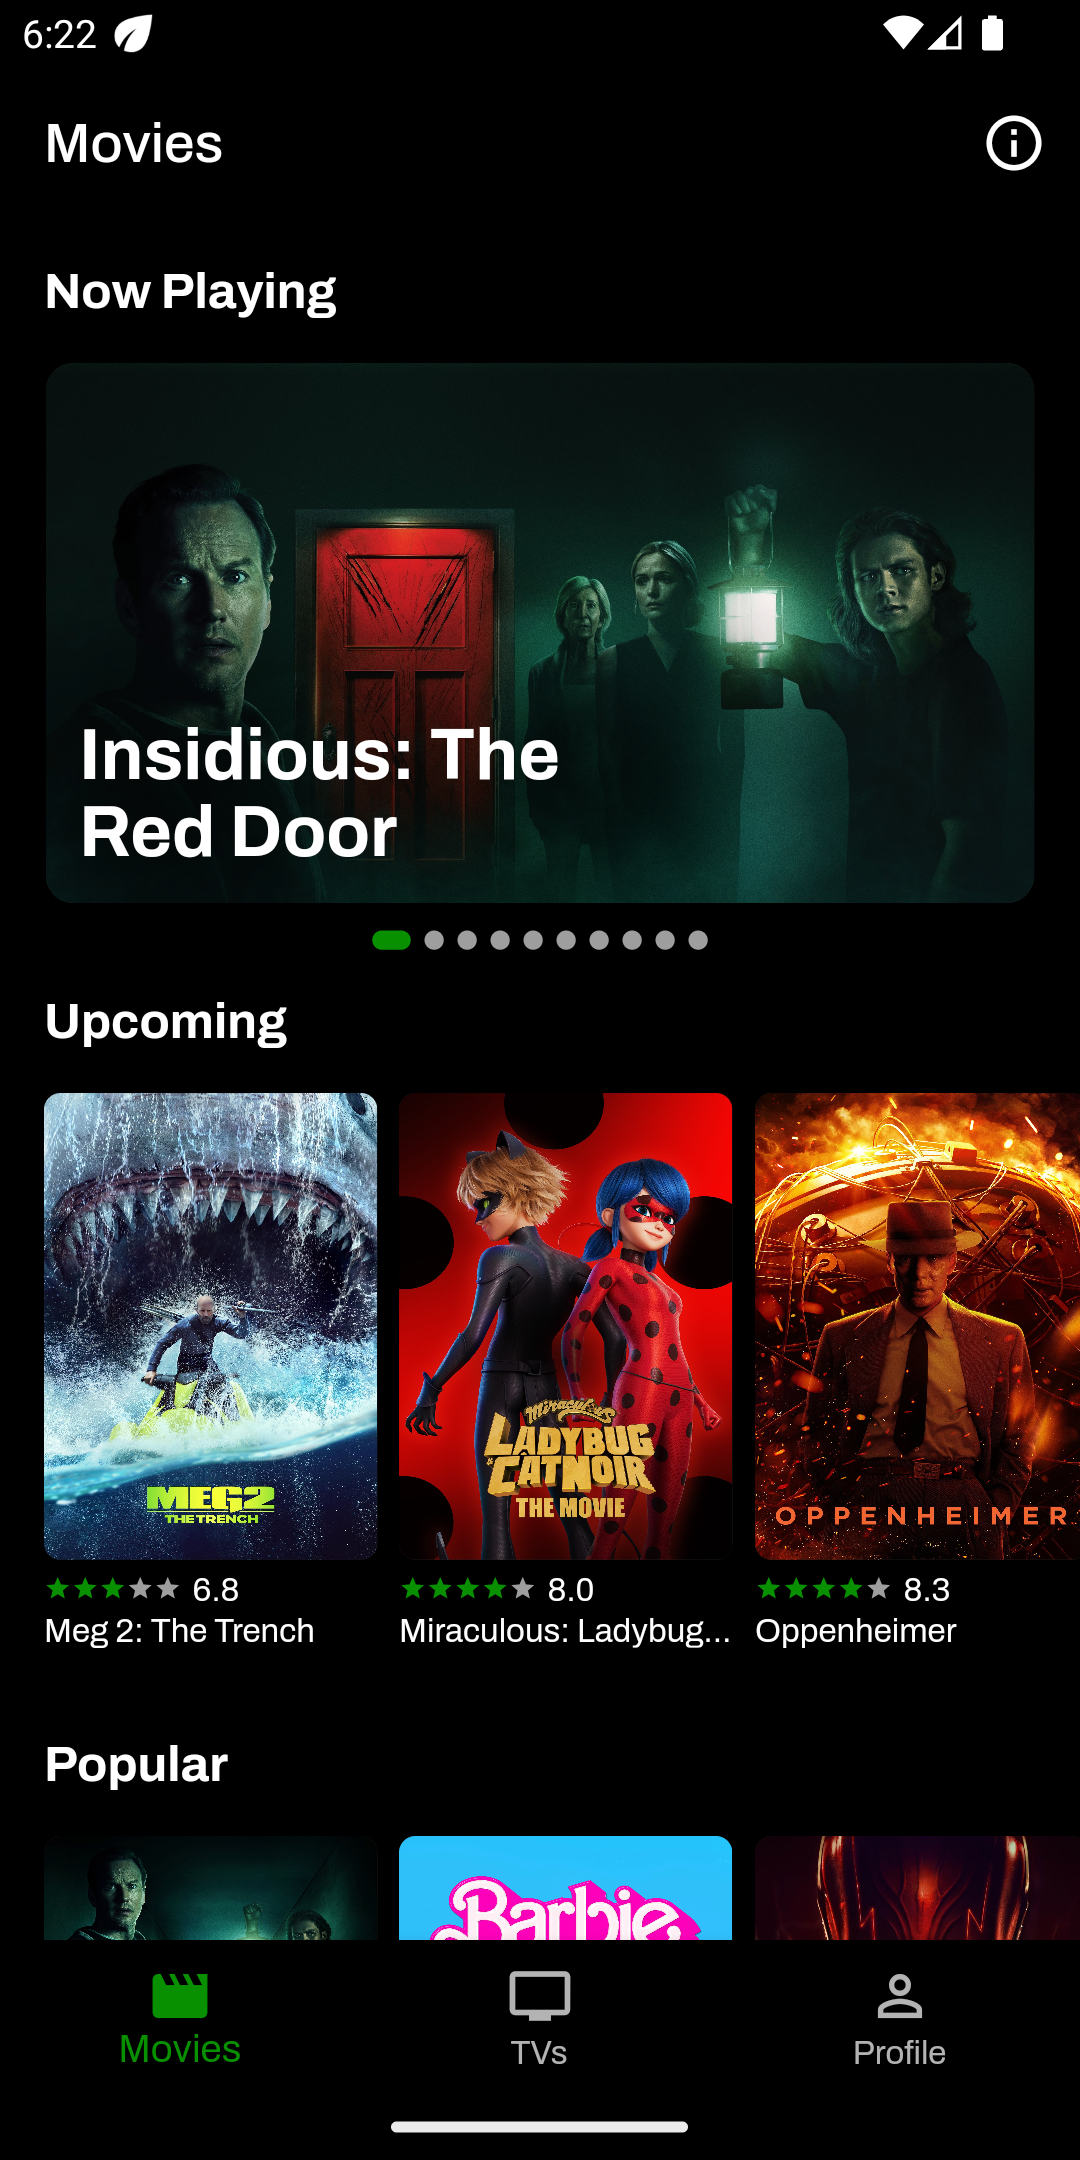 6:22
Movies
Now Playing
Insidious: The
Red Door
Upcoming
MEG2
THE TRENCH
Miraculous
LADYBUG
& CATNOIR
THE MOVIE
OPPENHEIMER
6.8
8.0
8.3
Meg 2: The Trench
Miraculous: Ladybug...
Oppenheimer
Popular
Barbie
Movies
TVs
Profile